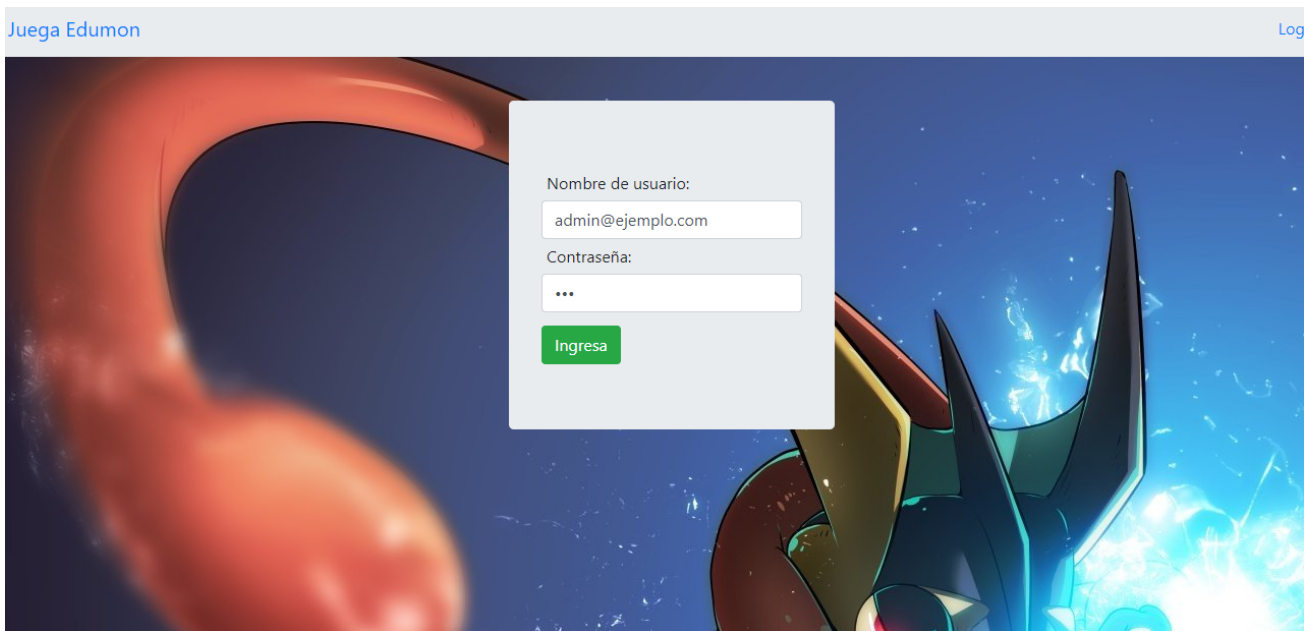 Juega Edumon
Log
Nombre de usuario:
admin@ejemplo.com
Contraseña:
•••
Ingresa